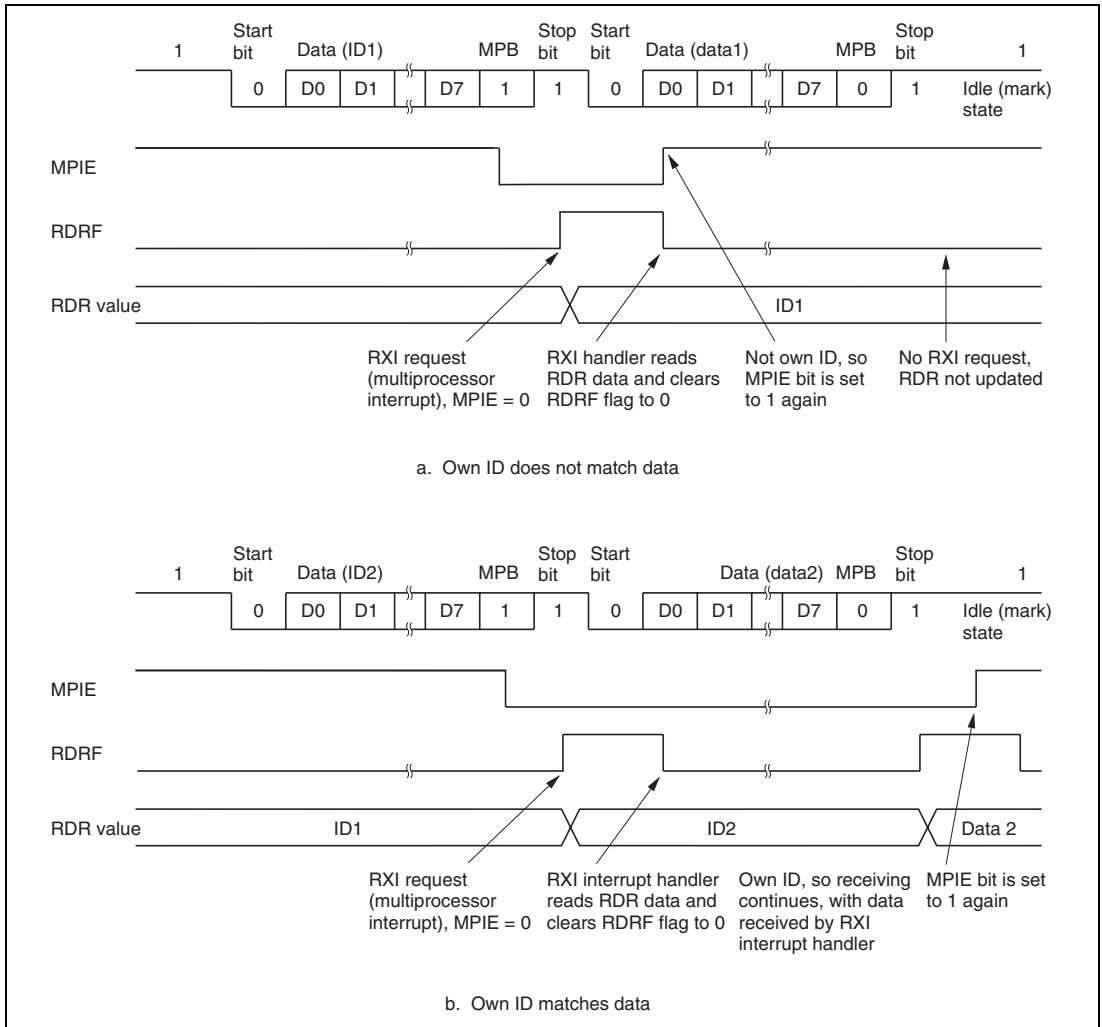 Start Stop Start Stop
1 bit Data (ID1) MPB bit bit Data (data1) MPB bit 1
0 D0 D1 D7 1 1 0 D0 D1 D7 0 1 Idle (mark)
state
MPIE
RDRF
RDR value ID1
RXI request RXI handler reads Not own ID, so No RXI request,
(multiprocessor RDR data and clears MPIE bit is set RDR not updated
interrupt), MPIE = 0 RDRF flag to 0 to 1 again
a. Own ID does not match data
Start Stop Start Stop
1 bit Data (ID2) MPB bit bit Data (data2) MPB bit 1
0 D0 D1 D7 1 1 0 D0 D1 D7 0 1 Idle (mark)
state
MPIE
RDRF
RDR value ID1 ID2 Data 2
RXI request RXI interrupt handler Own ID, so receiving MPIE bit is set
(multiprocessor reads RDR data and continues, with data to 1 again
interrupt), MPIE = 0 clears RDRF flag to 0 received by RXI
interrupt handler
b. Own ID matches data